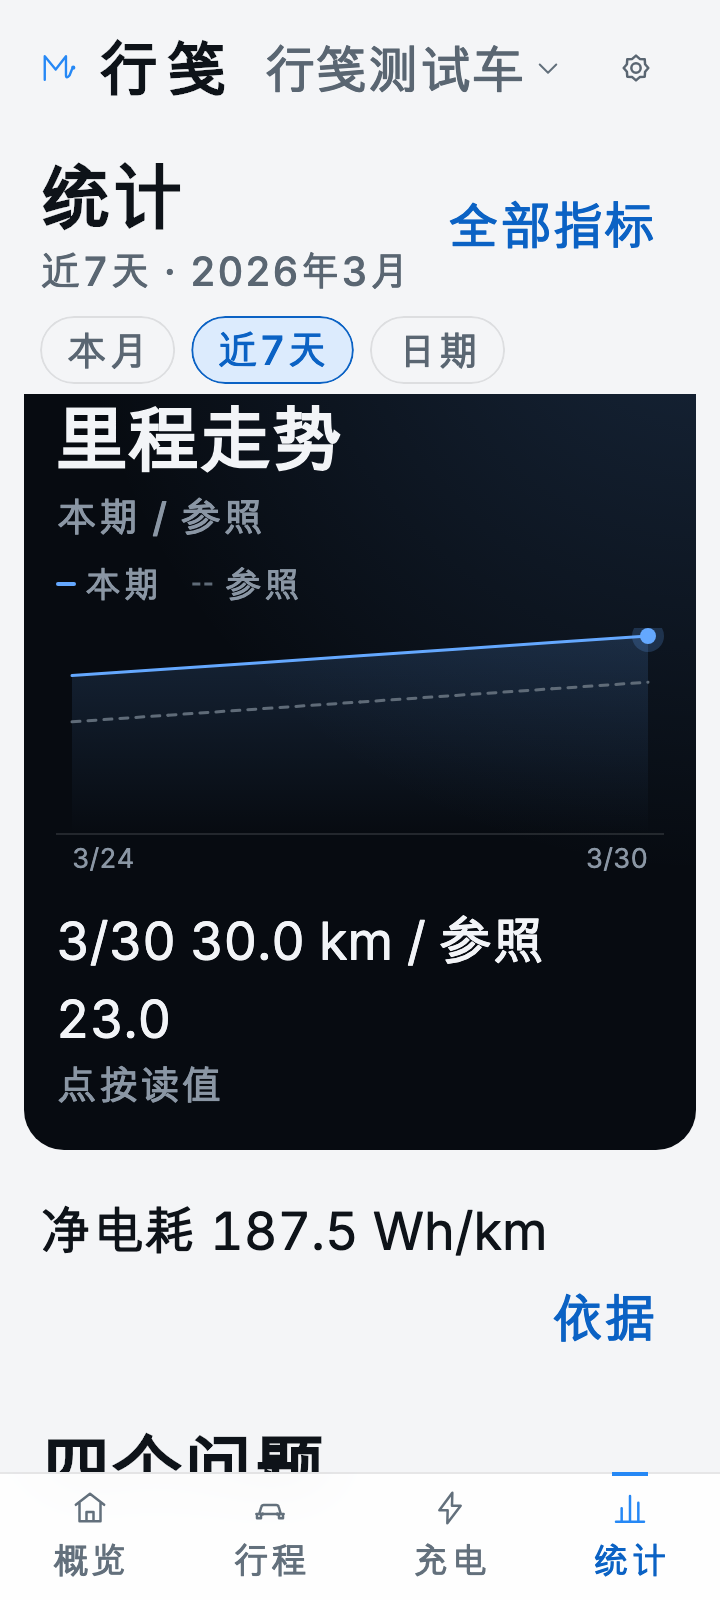 行笺 行笺测试车
统计
全部指标
近7天 · 2026年3月
本月 近7天 日期
里程走势
本期 / 参照
本期 参照
3/24 3/30
3/30 30.0 km / 参照
23.0
点按读值
净电耗 187.5 Wh/km
依据
四个问题
概览 行程 充电 统计